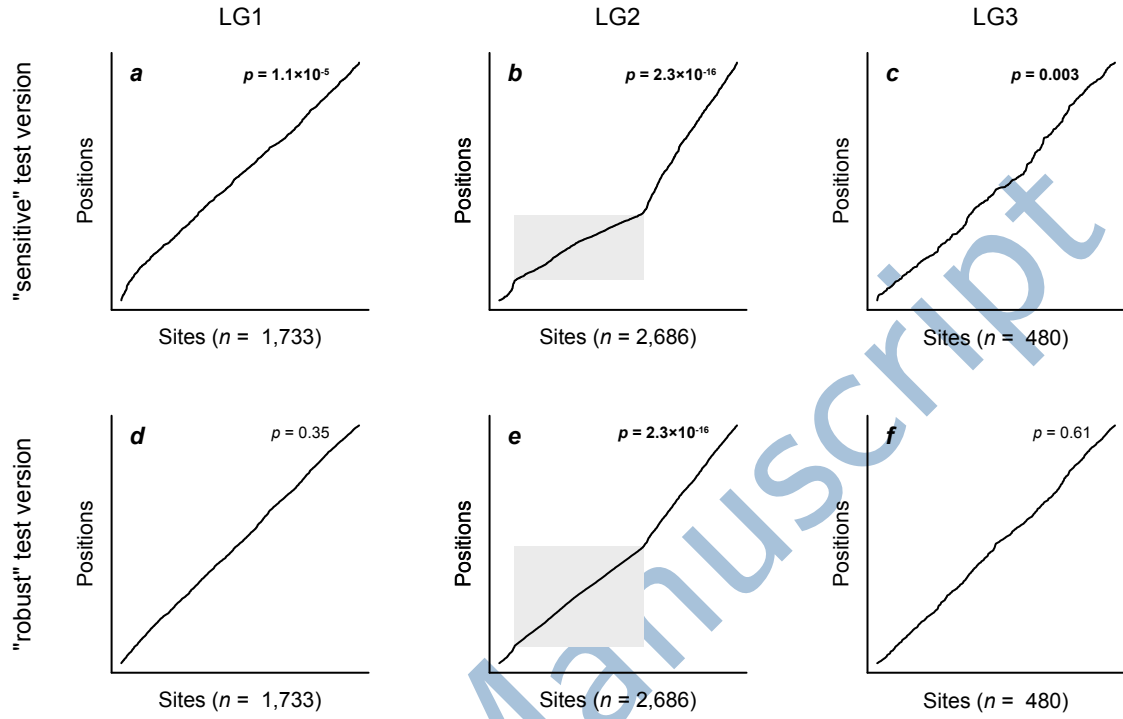 LG1
LG2
LG3
"sensitive" test version
a
p = 1.1×10-5
Positions
Sites (n = 1,733)
b
p = 2.3×10-16
Positions
Sites (n = 2,686)
c
p = 0.003
Positions
Sites (n = 480)
"robust" test version
d
p = 0.35
Positions
Sites (n = 1,733)
e
p = 2.3×10-16
Positions
Sites (n = 2,686)
f
p = 0.61
Positions
Sites (n = 480)
Manuscript